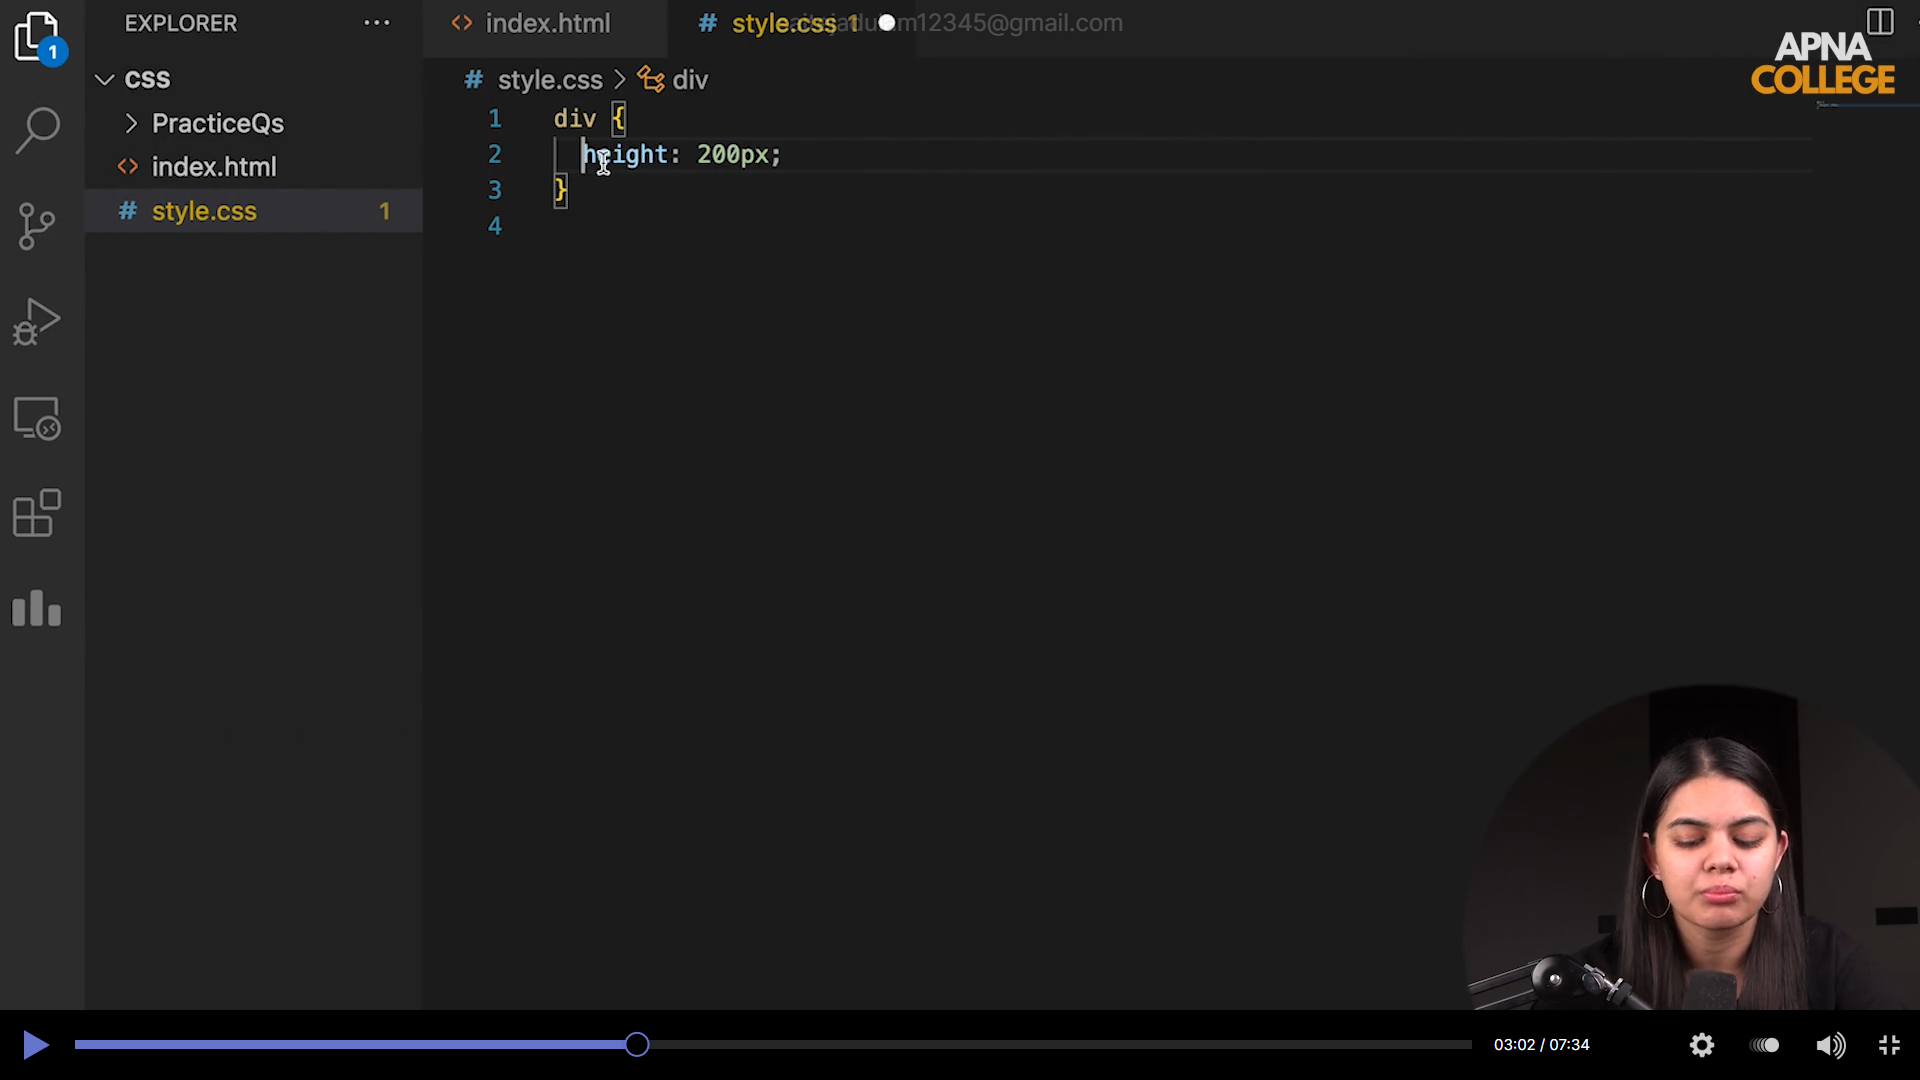 1
EXPLORER
index.html
style.css 1
m12345@gmail.com
APNA
COLLEGE
CSS
PracticeQs
index.html
style.css 1
style.css > div
1 div {
2 height: 200px;
3 }
4
03:02 / 07:34